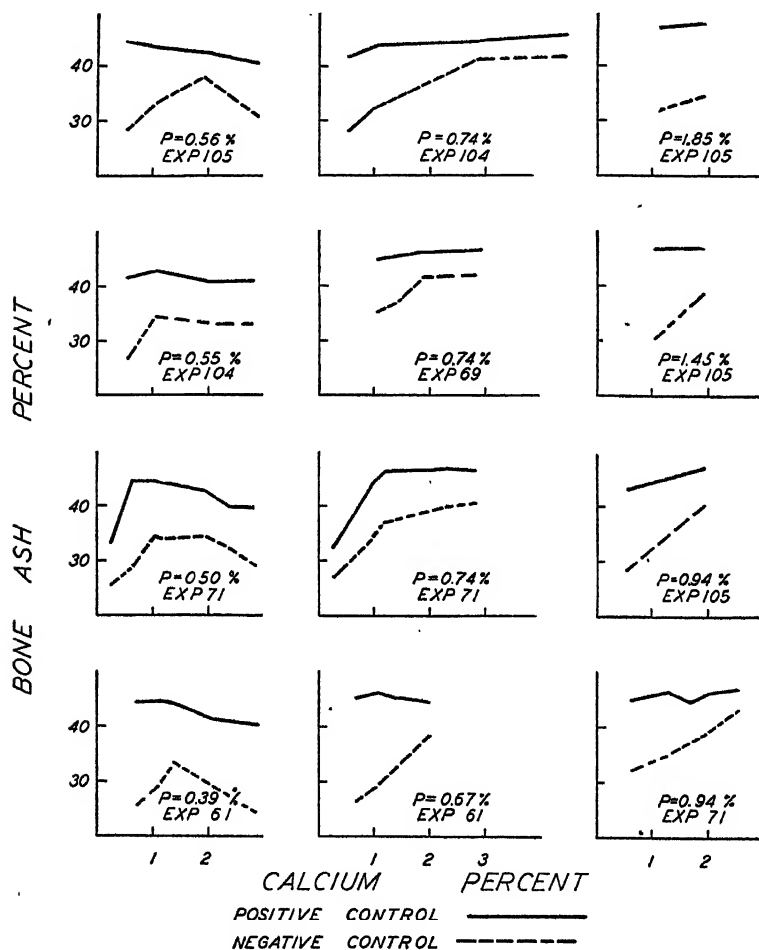 40
30
P=0.56 %
EXP 105
P=0.74 %
EXP 104
P=1.85 %
EXP 105
40
30
P=0.55 %
EXP 104
P=0.74 %
EXP 69
P=1.45 %
EXP 105
40
30
P=0.50 %
EXP 71
P=0.74 %
EXP 71
P=0.94 %
EXP 105
40
30
P=0.39 %
EXP 61
P=0.67 %
EXP 61
P=0.94 %
EXP 71
BONE ASH PERCENT
1 2 1 2 3 1 2
CALCIUM PERCENT
POSITIVE CONTROL
NEGATIVE CONTROL